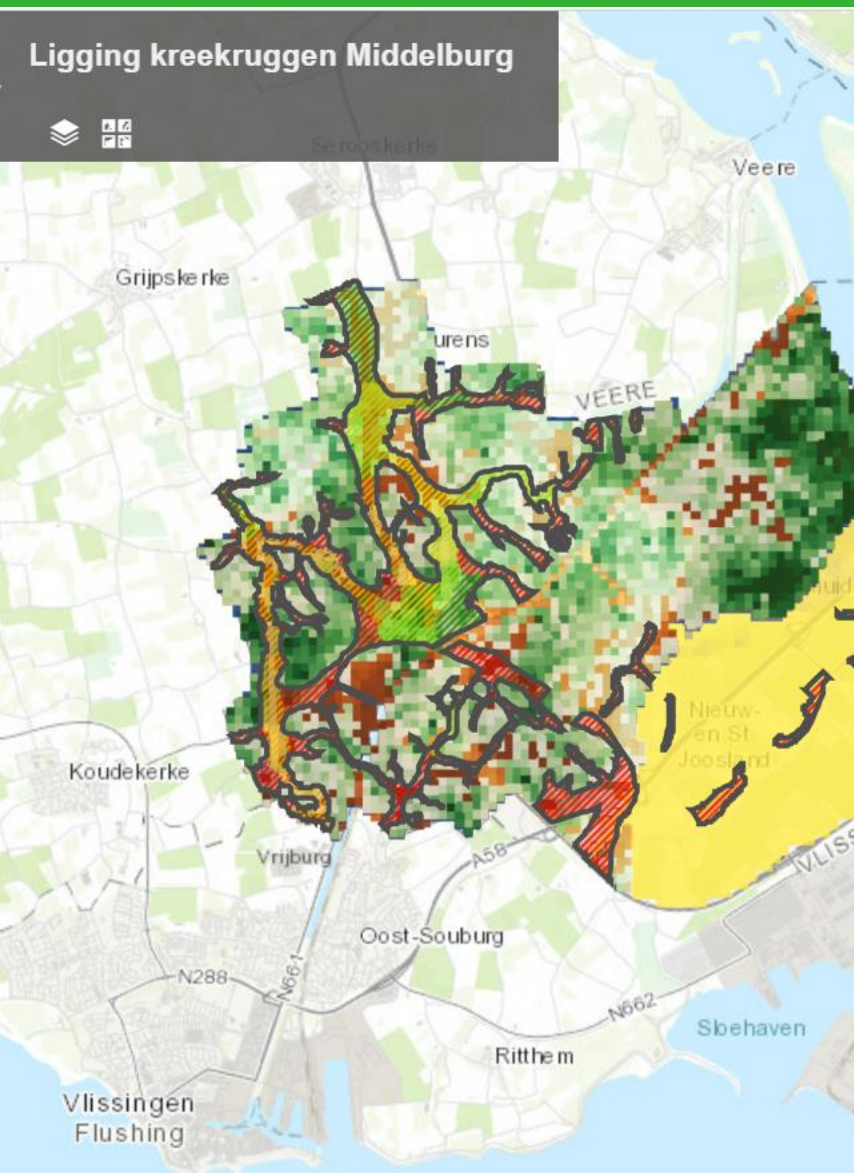 Ligging kreekruggen Middelburg
Serooskerke
Veere
Grijpskerke
urens
VEERE
Nieuw-
en St.
Joosland
Koudekerke
Vrijburg
A58
VLISS
Oost-Souburg
N288
N661
N662
Sloehaven
Ritthem
Vlissingen
Flushing